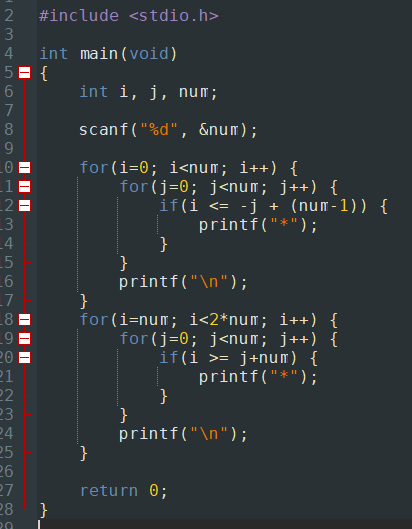 2 #include <stdio.h>
3
4 int main(void)
5 {
6     int i, j, num;
7
8     scanf("%d", &num);
9
10     for(i=0; i<num; i++) {
11         for(j=0; j<num; j++) {
12             if(i <= -j + (num-1)) {
13                 printf("*");
14             }
15         }
16         printf("\n");
17     }
18     for(i=num; i<2*num; i++) {
19         for(j=0; j<num; j++) {
20             if(i >= j+num) {
21                 printf("*");
22             }
23         }
24         printf("\n");
25     }
26
27     return 0;
28 }